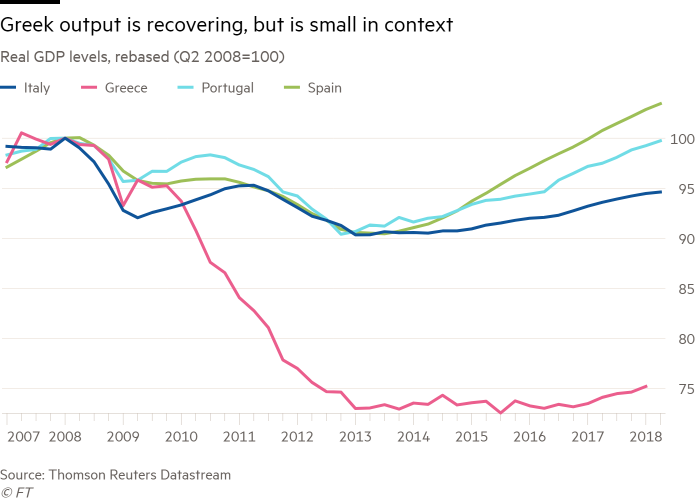 Greek output is recovering, but is small in context
Real GDP levels, rebased (Q2 2008=100)
Italy Greece Portugal Spain
100
95
90
85
80
75
2007 2008 2009 2010 2011 2012 2013 2014 2015 2016 2017 2018
Source: Thomson Reuters Datastream
© FT